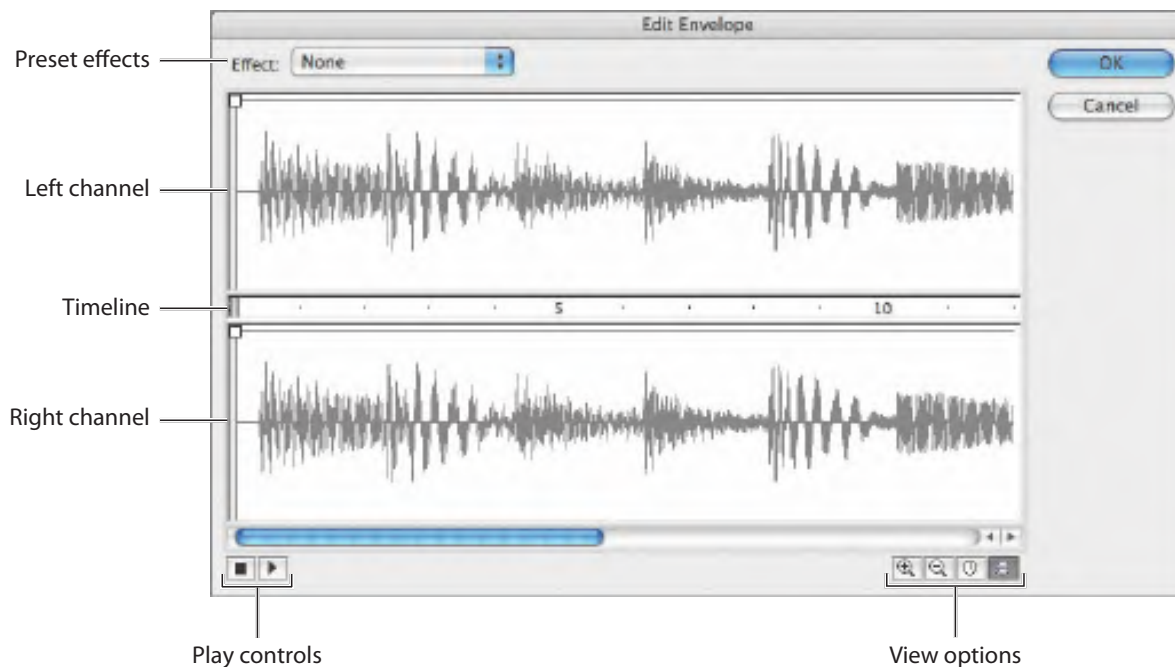 Edit Envelope
Preset effects
Effect: None
OK
Cancel
Left channel
Timeline
5 10
Right channel
Play controls
View options